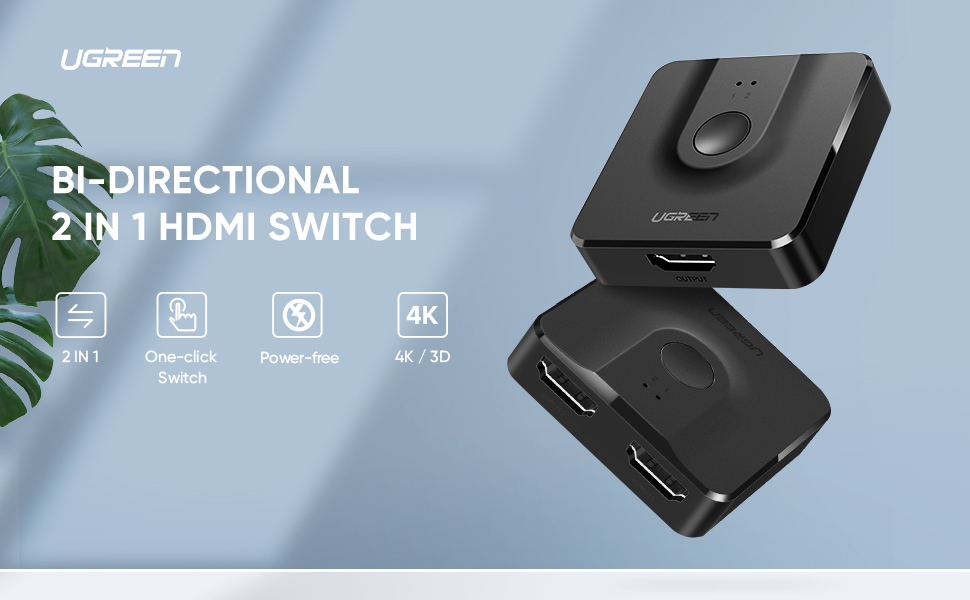 UGREEN
BI-DIRECTIONAL
2 IN 1 HDMI SWITCH
4K
2 IN 1
One-click
Switch
Power-free
4K / 3D
1 2
UGREEN
OUTPUT
UGREEN